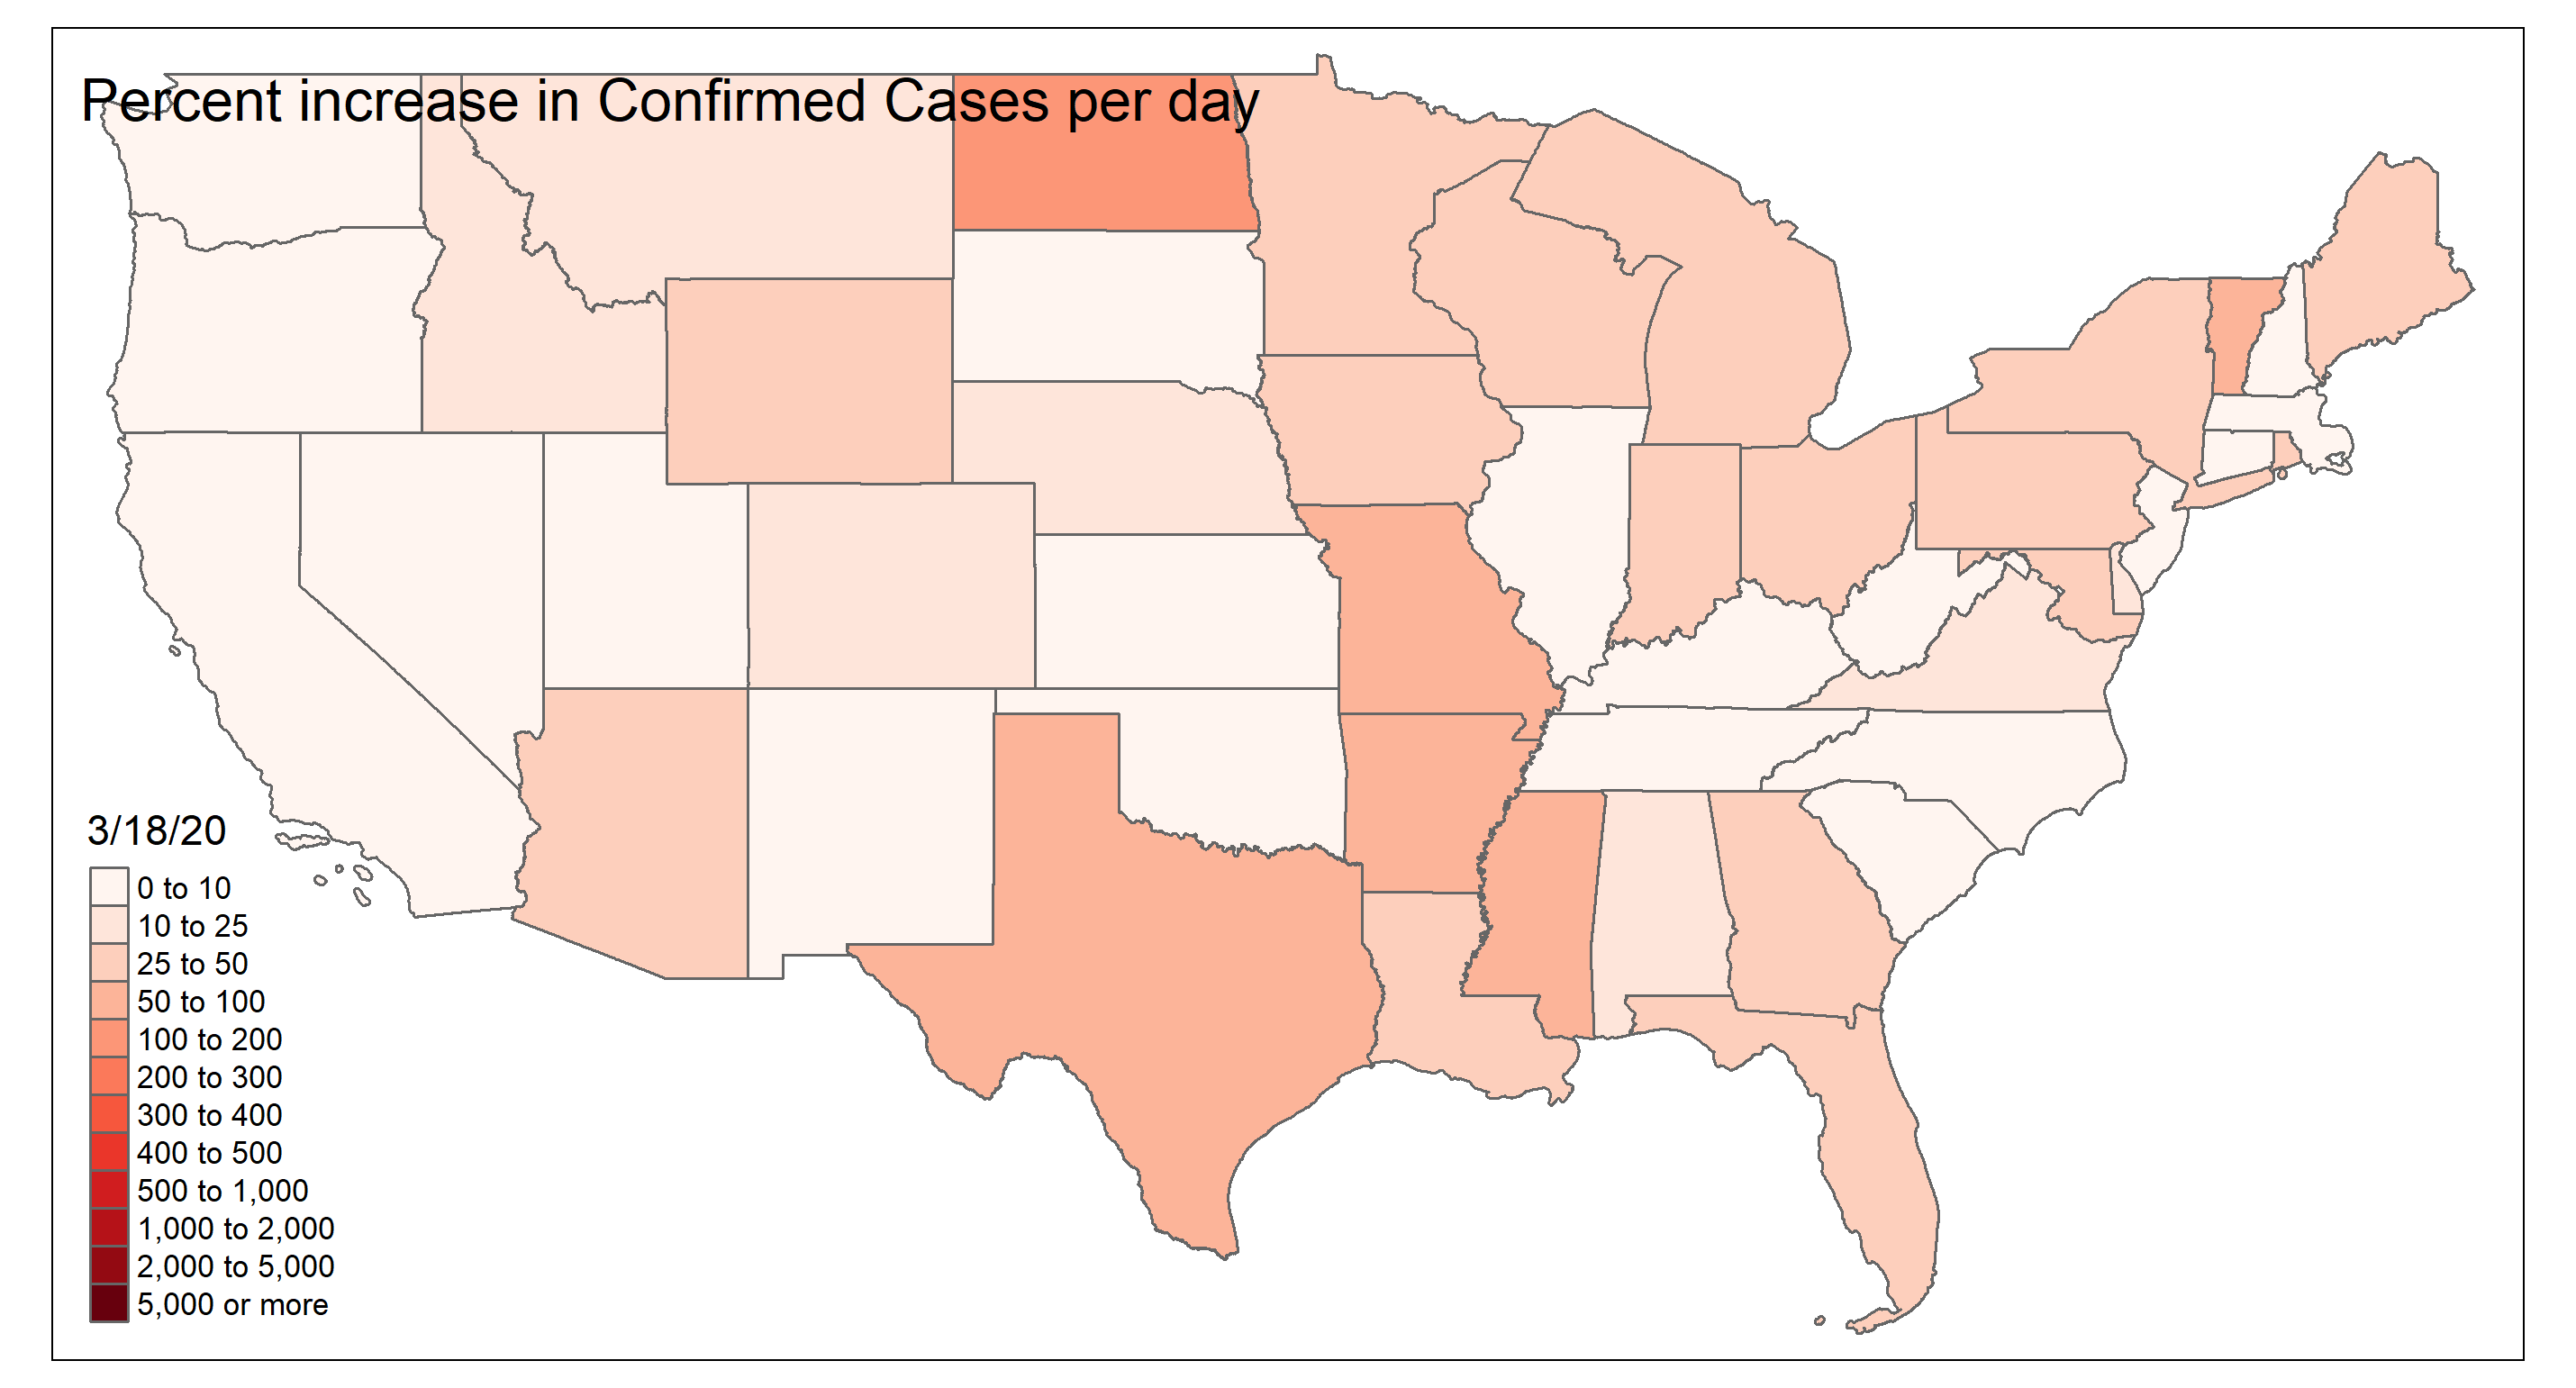 Percent increase in Confirmed Cases per day
3/18/20
0 to 10
10 to 25
25 to 50
50 to 100
100 to 200
200 to 300
300 to 400
400 to 500
500 to 1,000
1,000 to 2,000
2,000 to 5,000
5,000 or more